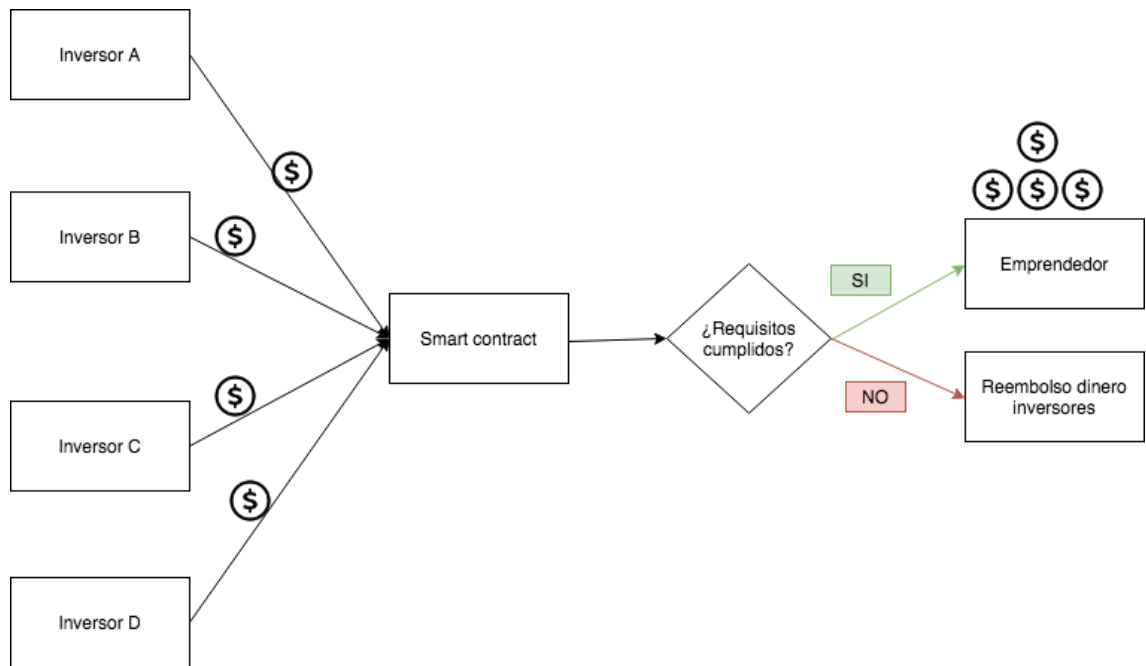 Inversor A
$
$
Inversor B
$
$ $ $
Emprendedor
SI
Smart contract
¿Requisitos
cumplidos?
NO
Reembolso dinero
inversores
$
Inversor C
$
Inversor D